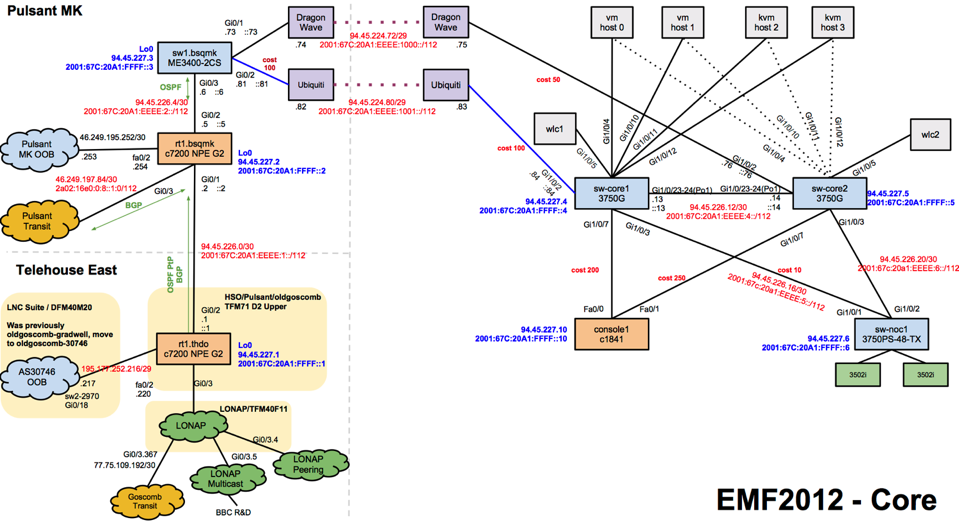 Pulsant MK
Lo0
94.45.227.3
2001:67C:20A1:FFFF::3
sw1.bsqmk
ME3400-2CS
Gi0/1
.73 ::73
Dragon
Wave
.74
94.45.224.72/29
2001:67C:20A1:EEEE:1000::/112
Dragon
Wave
.75
cost
100
Gi0/2
.81 ::81
Ubiquiti
.82
94.45.224.80/29
2001:67C:20A1:EEEE:1001::/112
Ubiquiti
.83
OSPF
Gi0/3
.6 ::6
94.45.226.4/30
2001:67C:20A1:EEEE:2::/112
Gi0/2
.5 ::5
Pulsant
MK OOB
46.249.195.252/30
.253
fa0/2
.254
rt1.bsqmk
c7200 NPE G2
Lo0
94.45.227.2
2001:67C:20A1:FFFF::2
46.249.197.84/30
2a02:16e0:0:8::1:0/112
Gi0/3
Gi0/1
.2 ::2
Pulsant
Transit
BGP
94.45.226.0/30
2001:67C:20A1:EEEE:1::/112
OSPF PtP
BGP
Telehouse East
LNC Suite / DFM40M20
Was previously
oldgoscomb-gradwell, move
to oldgoscomb-30746
HSO/Pulsant/oldgoscomb
TFM71 D2 Upper
Gi0/2
.1
::1
rt1.thdo
c7200 NPE G2
Lo0
94.45.227.1
2001:67C:20A1:FFFF::1
AS30746
OOB
195.177.252.216/29
.217
sw2-2970
Gi0/18
fa0/2
.220
Gi0/3
LONAP/TFM40F11
LONAP
Gi0/3.367
77.75.109.192/30
Gi0/3.5
Gi0/3.4
Goscomb
Transit
LONAP
Multicast
LONAP
Peering
BBC R&D
vm
host 0
vm
host 1
kvm
host 2
kvm
host 3
cost 50
cost 100
wlc1
wlc2
Gi1/0/5
Gi1/0/4
Gi1/0/10
Gi1/0/11
Gi1/0/12
Gi1/0/2
.76 ::76
Gi1/0/4
Gi1/0/10
Gi1/0/11
Gi1/0/12
Gi1/0/5
Gi1/0/2
.84 ::84
94.45.227.4
2001:67C:20A1:FFFF::4
sw-core1
3750G
Gi1/0/23-24(Po1)
.13
::13
94.45.226.12/30
2001:67C:20A1:EEEE:4::/112
Gi1/0/23-24(Po1)
.14
::14
sw-core2
3750G
94.45.227.5
2001:67C:20A1:FFFF::5
Gi1/0/7
Gi1/0/3
Gi1/0/7
Gi1/0/3
cost 200
cost 250
cost 10
94.45.226.16/30
2001:67c:20a1:EEEE:5::/112
94.45.226.20/30
2001:67C:20a1:EEEE:6::/112
Fa0/0
Fa0/1
94.45.227.10
2001:67C:20A1:FFFF::10
console1
c1841
Gi1/0/1
Gi1/0/2
94.45.227.6
2001:67C:20A1:FFFF::6
sw-noc1
3750PS-48-TX
3502i
3502i
EMF2012 - Core